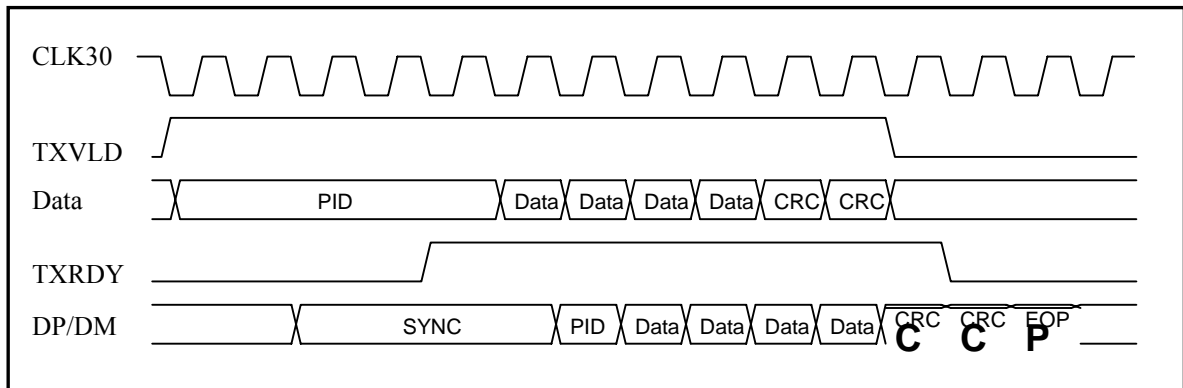 CLK30
TXVLD
Data PID Data Data Data Data CRC CRC
TXRDY
DP/DM SYNC PID Data Data Data Data CRC CRC EOP
C C P